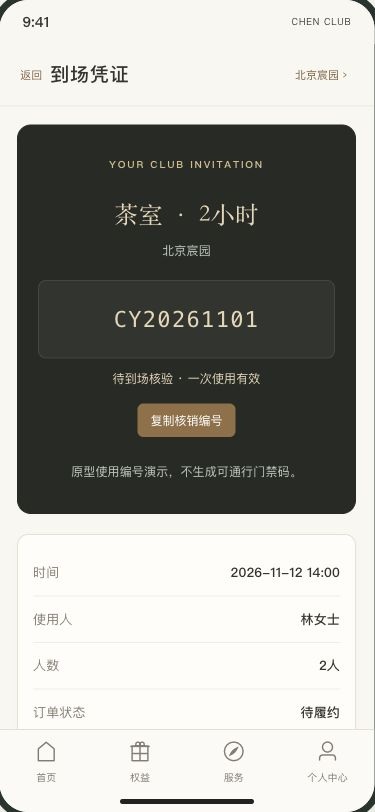 9:41 CHEN CLUB
返回 到场凭证 北京宸园 ›
YOUR CLUB INVITATION
茶室 · 2小时
北京宸园
CY20261101
待到场核验 · 一次使用有效
复制核销编号
原型使用编号演示，不生成可通行门禁码。
时间 2026-11-12 14:00
使用人 林女士
人数 2人
订单状态 待履约
首页 权益 服务 个人中心